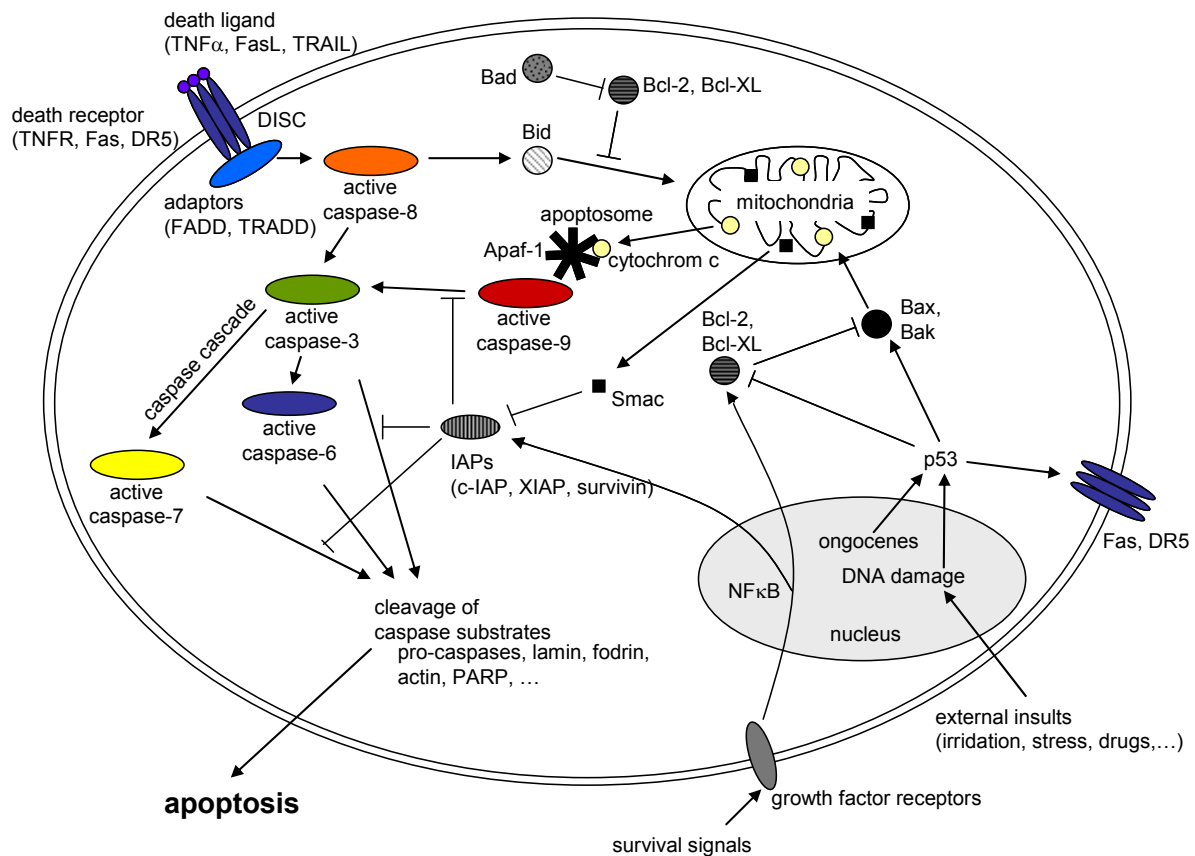 death ligand
(TNFα, FasL, TRAIL)
death receptor
(TNFR, Fas, DR5)
DISC
adaptors
(FADD, TRADD)
active
caspase-8
Bad
Bcl-2, Bcl-XL
Bid
mitochondria
apoptosome
Apaf-1
cytochrom c
active
caspase-3
active
caspase-9
caspase cascade
Bcl-2,
Bcl-XL
Bax,
Bak
Smac
active
caspase-6
active
caspase-7
IAPs
(c-IAP, XIAP, survivin)
p53
Fas, DR5
ongocenes
DNA damage
NFκB
nucleus
cleavage of
caspase substrates
pro-caspases, lamin, fodrin,
actin, PARP, …
external insults
(irridation, stress, drugs,…)
apoptosis
growth factor receptors
survival signals